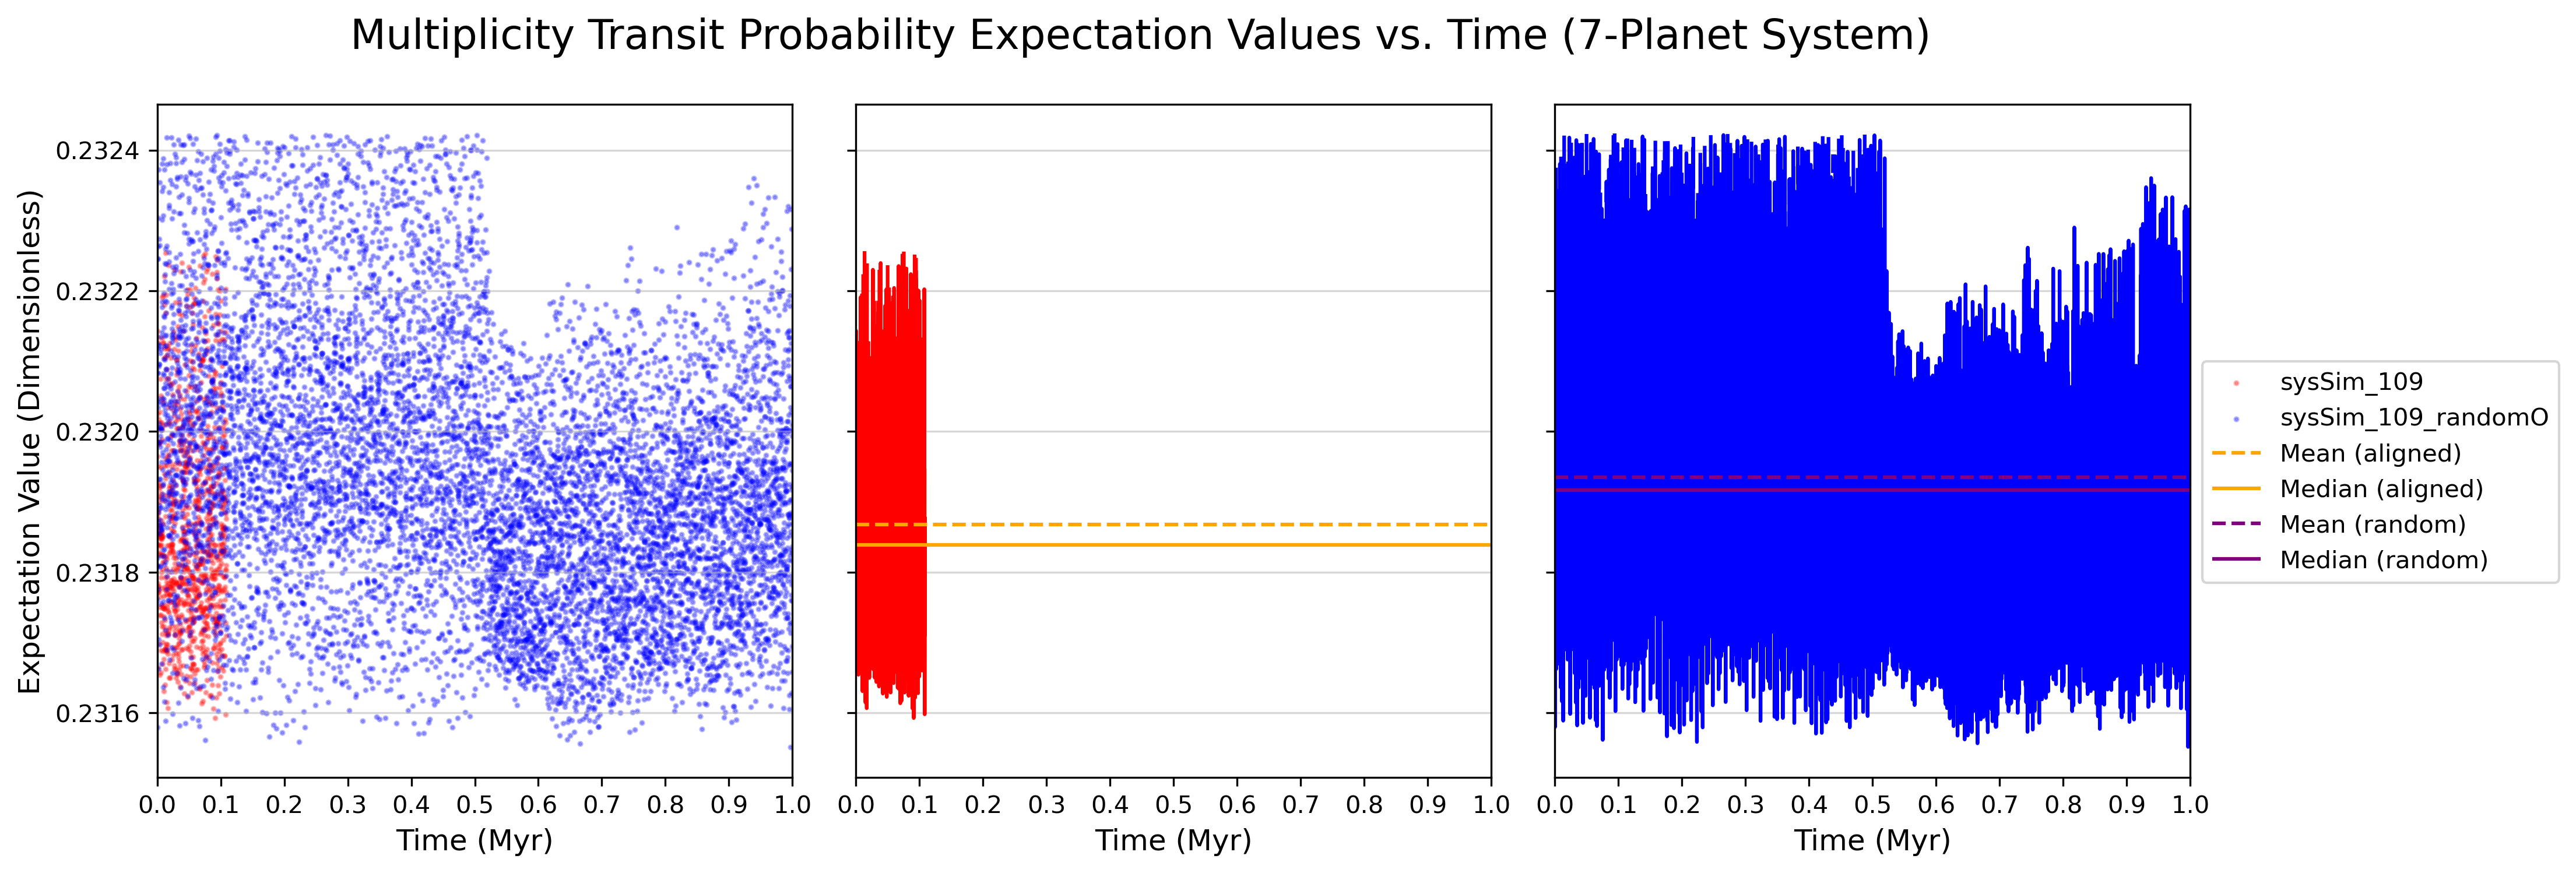 Multiplicity Transit Probability Expectation Values vs. Time (7-Planet System)
Expectation Value (Dimensionless)
0.2324
0.2322
0.2320
0.2318
0.2316
0.0 0.1 0.2 0.3 0.4 0.5 0.6 0.7 0.8 0.9 1.0
Time (Myr)
0.0 0.1 0.2 0.3 0.4 0.5 0.6 0.7 0.8 0.9 1.0
Time (Myr)
0.0 0.1 0.2 0.3 0.4 0.5 0.6 0.7 0.8 0.9 1.0
Time (Myr)
sysSim_109
sysSim_109_randomO
Mean (aligned)
Median (aligned)
Mean (random)
Median (random)